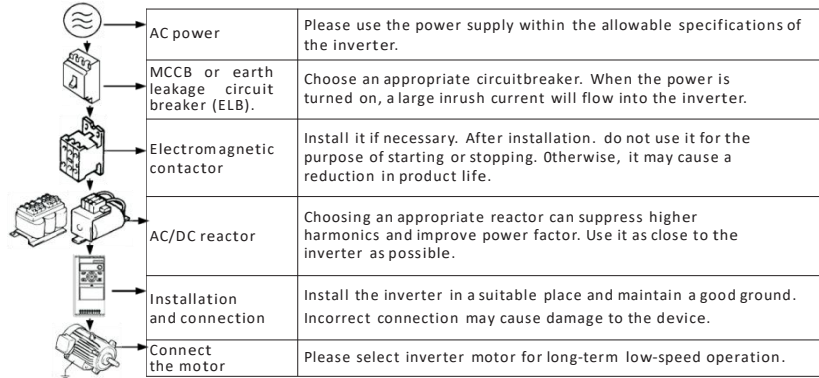 AC power
Please use the power supply within the allowable specifications of
the inverter.
MCCB or earth
leakage circuit
breaker (ELB).
Choose an appropriate circuitbreaker. When the power is
turned on, a large inrush current will flow into the inverter.
Electromagnetic
contactor
Install it if necessary. After installation. do not use it for the
purpose of starting or stopping. 0therwise, it may cause a
reduction in product life.
AC/DC reactor
Choosing an appropriate reactor can suppress higher
harmonics and improve power factor. Use it as close to the
inverter as possible.
Installation
and connection
Install the inverter in a suitable place and maintain a good ground.
Incorrect connection may cause damage to the device.
Connect
the motor
Please select inverter motor for long-term low-speed operation.